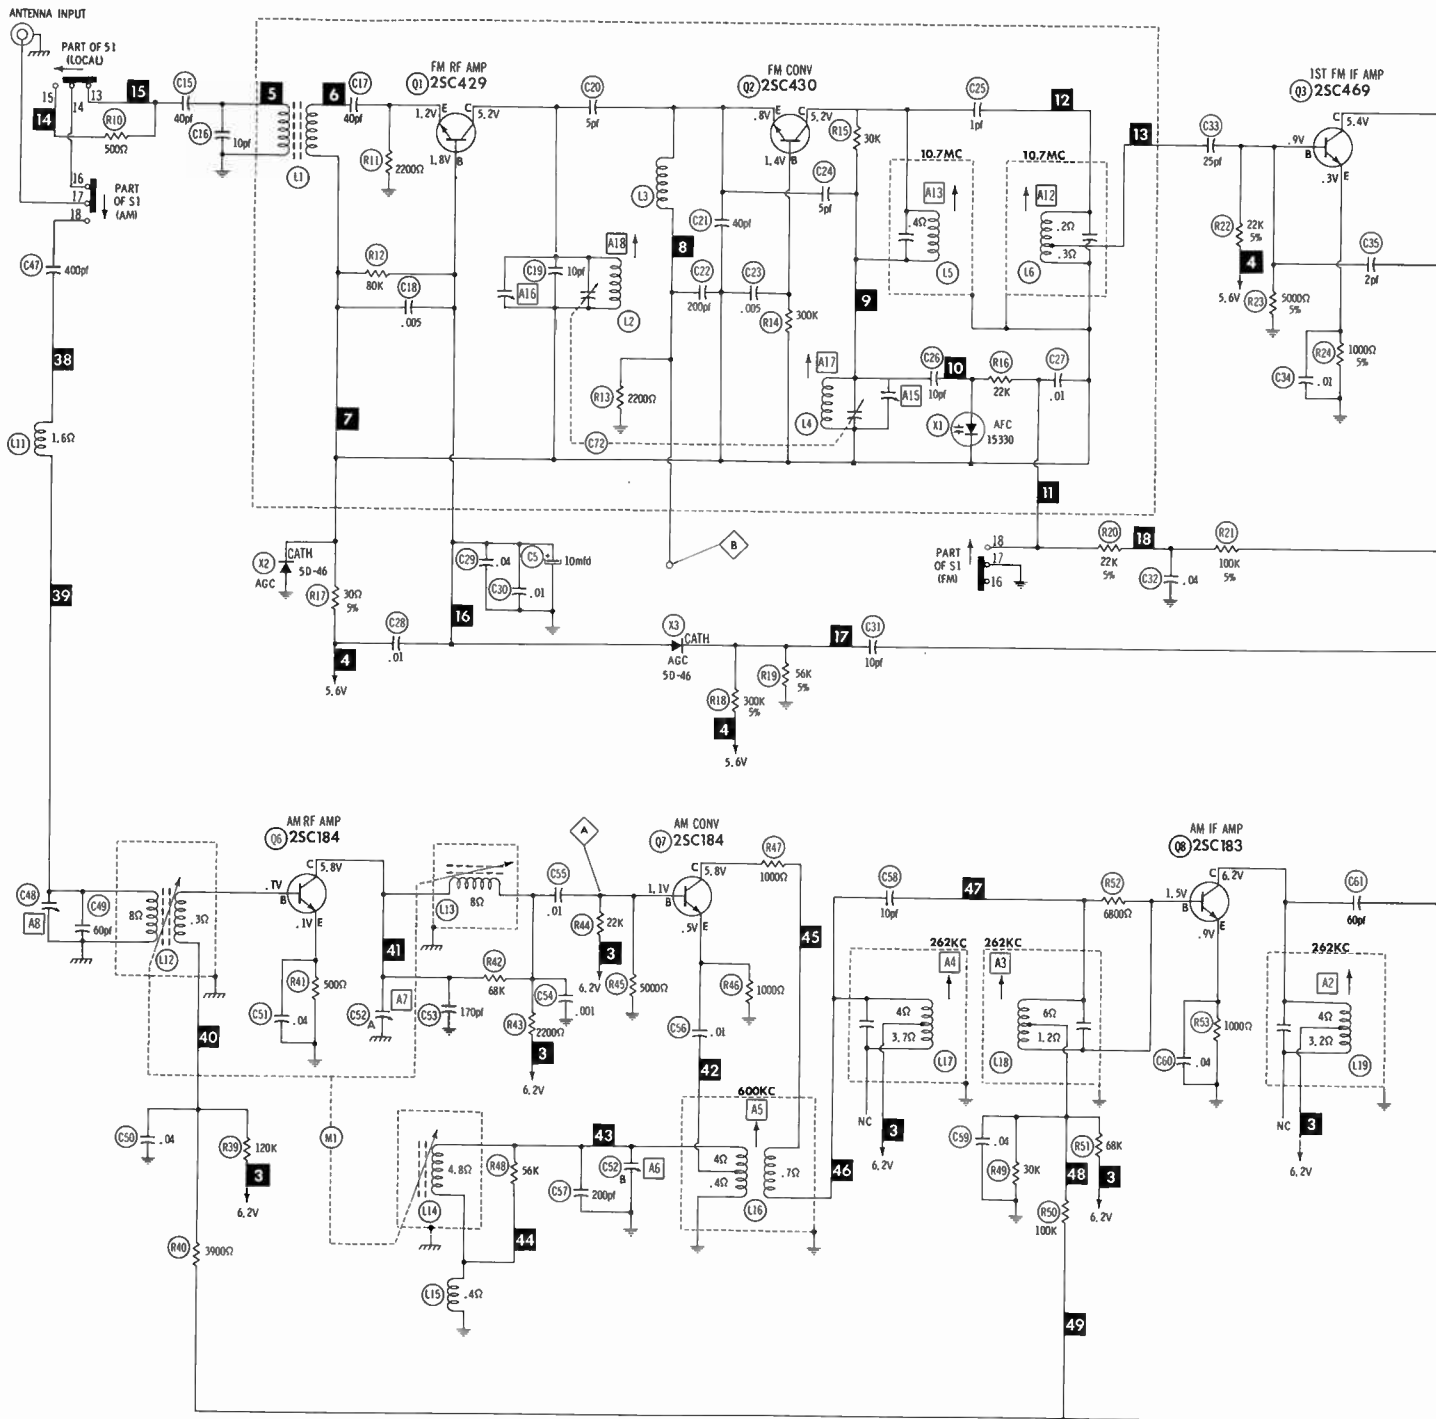 ANTENNA INPUT
PART OF S1
(LOCAL)
15
13
14
14
15
R10
500Ω
C15
40pf
C16
10pf
5
6
L1
C17
40pf
R11
2200Ω
FM RF AMP
Q1 2SC429
1.2V
E
C
5.2V
1.8V
B
C20
5pf
FM CONV
Q2 2SC430
.8V
E
C
5.2V
1.4V
B
R15
30K
C25
1pf
12
13
1ST FM IF AMP
Q3 2SC469
C
5.4V
.9V
B
.3V
E
C33
25pf
16
17
18
PART
OF S1
(AM)
C47
400pf
10.7MC
A13
.4Ω
L5
10.7MC
A12
.2Ω
.3Ω
L6
L3
C24
5pf
C21
40pf
8
R22
22K
5%
4
5.6V
R23
5000Ω
5%
C35
2pf
R12
80K
C18
.005
A18
C19
10pf
A16
L2
C22
200pf
C23
.005
R14
300K
9
R24
1000Ω
5%
C34
.01
38
7
L11
1.6Ω
R13
2200Ω
C72
A17
L4
A15
C26
10pf
10
R16
22K
C27
.01
X1
AFC
1S330
11
X2
CATH
5D-46
AGC
R17
30Ω
5%
C29
.04
C30
.01
C5
+
10mfd
B
PART
OF S1
(FM)
18
17
16
R20
22K
5%
18
C32
.04
R21
100K
5%
39
16
C28
.01
4
5.6V
X3
CATH
AGC
5D-46
17
C31
10pf
R18
300K
5%
R19
56K
5%
4
5.6V
AM RF AMP
Q6 2SC184
C
5.8V
.7V
B
.1V
E
A
AM CONV
Q7 2SC184
C
5.8V
1.1V
B
.5V
E
R47
1000Ω
AM IF AMP
Q8 2SC183
C
6.2V
1.5V
B
.9V
E
C48
A8
C49
60pf
8Ω
.3Ω
L12
L13
8Ω
C55
.01
R44
22K
3
6.2V
R45
5000Ω
C58
10pf
47
R52
6800Ω
C61
60pf
41
45
R41
500Ω
C51
.04
C52
A
A7
C53
170pf
R42
68K
R43
2200Ω
C54
.001
3
6.2V
R46
1000Ω
C56
.01
262KC
A4
4Ω
3.7Ω
L17
NC
3
6.2V
262KC
A3
6Ω
1.2Ω
L18
R53
1000Ω
C60
.04
262KC
A2
4Ω
3.2Ω
L19
NC
3
6.2V
40
42
600KC
A5
4Ω
.4Ω
.7Ω
L16
46
C50
.04
R39
120K
3
6.2V
M1
4.8Ω
L14
R48
56K
43
C57
200pf
C52
B
A6
C59
.04
R49
30K
R51
68K
48
3
6.2V
R50
100K
R40
3900Ω
44
L15
.4Ω
49